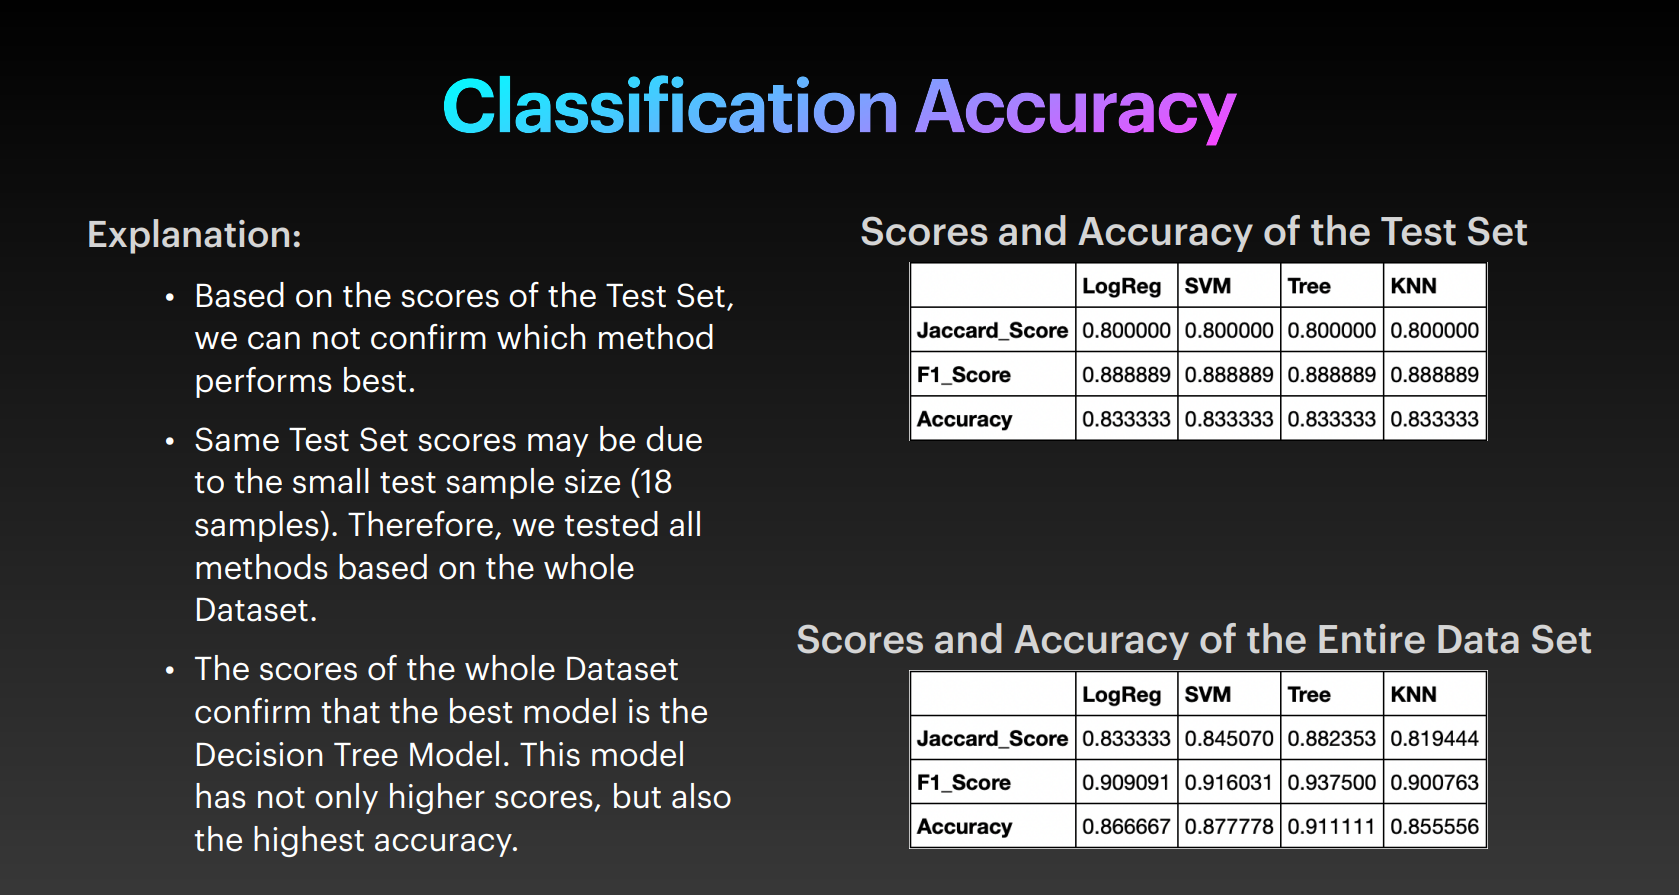 Classification Accuracy
Explanation:
• Based on the scores of the Test Set,
we can not confirm which method
performs best.
• Same Test Set scores may be due
to the small test sample size (18
samples). Therefore, we tested all
methods based on the whole
Dataset.
• The scores of the whole Dataset
confirm that the best model is the
Decision Tree Model. This model
has not only higher scores, but also
the highest accuracy.
Scores and Accuracy of the Test Set
LogReg SVM Tree KNN
Jaccard_Score 0.800000 0.800000 0.800000 0.800000
F1_Score 0.888889 0.888889 0.888889 0.888889
Accuracy 0.833333 0.833333 0.833333 0.833333
Scores and Accuracy of the Entire Data Set
LogReg SVM Tree KNN
Jaccard_Score 0.833333 0.845070 0.882353 0.819444
F1_Score 0.909091 0.916031 0.937500 0.900763
Accuracy 0.866667 0.877778 0.911111 0.855556